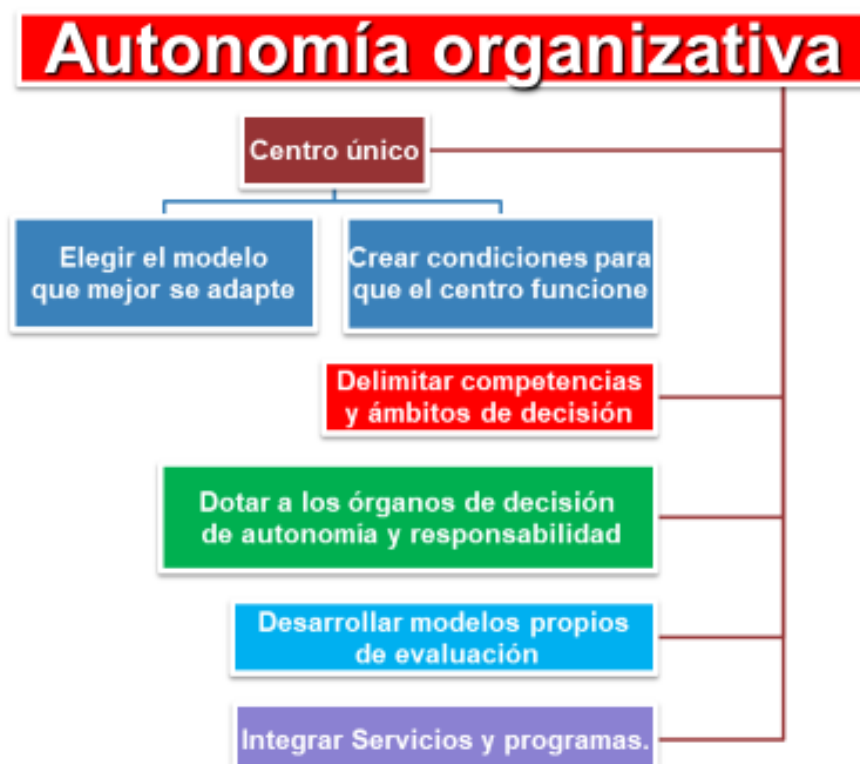 Autonomía organizativa
Centro único
Elegir el modelo
que mejor se adapte
Crear condiciones para
que el centro funcione
Delimitar competencias
y ámbitos de decisión
Dotar a los órganos de decisión
de autonomía y responsabilidad
Desarrollar modelos propios
de evaluación
Integrar Servicios y programas.